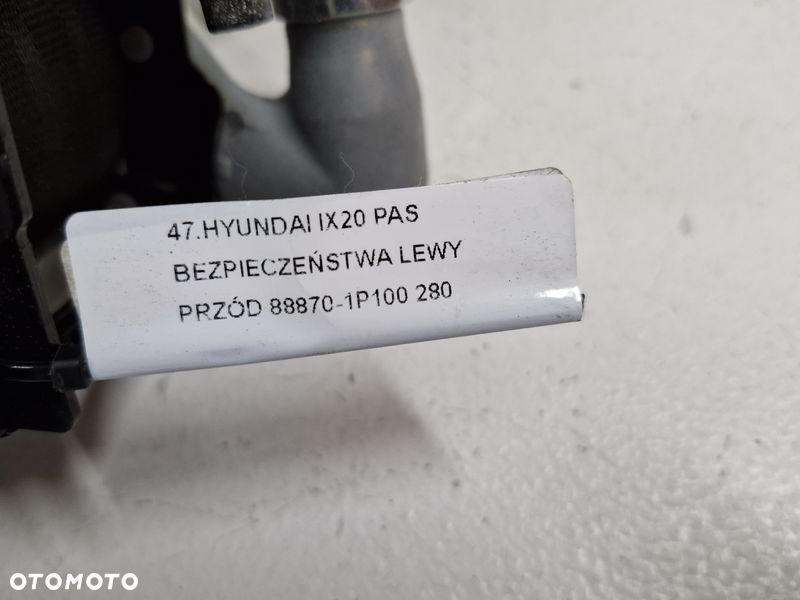 47.HYUNDAI IX20 PAS
BEZPIECZEŃSTWA LEWY
PRZÓD 88870-1P100 280
OTOMOTO